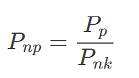 $P_{np} = \frac{P_p}{P_{nk}}$